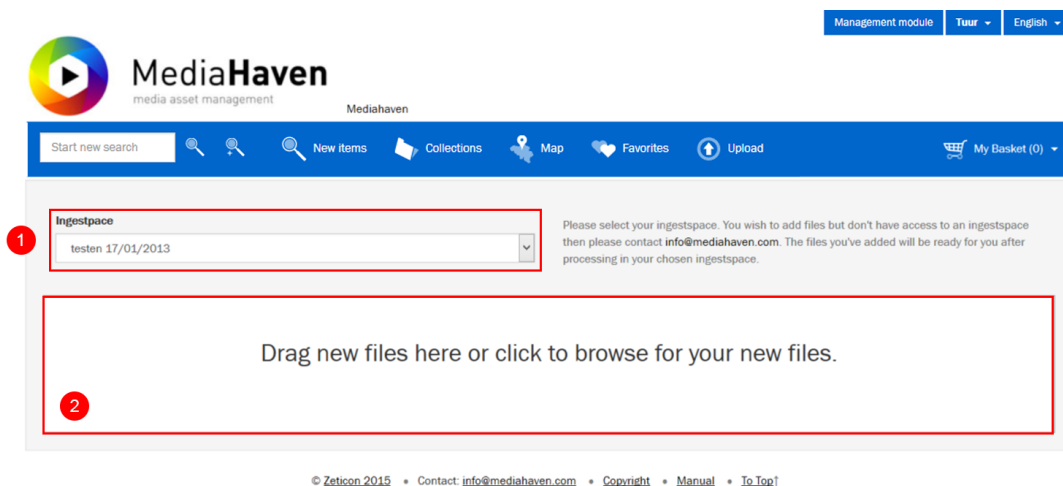 Management module Tuur English
MediaHaven
media asset management
Mediahaven
Start new search New items Collections Map Favorites Upload My Basket (0)
Ingestpace
1
testen 17/01/2013
Please select your ingestspace. You wish to add files but don't have access to an ingestspace
then please contact info@mediahaven.com. The files you've added will be ready for you after
processing in your chosen ingestspace.
Drag new files here or click to browse for your new files.
2
© Zeticon 2015 • Contact: info@mediahaven.com • Copyright • Manual • To Top↑